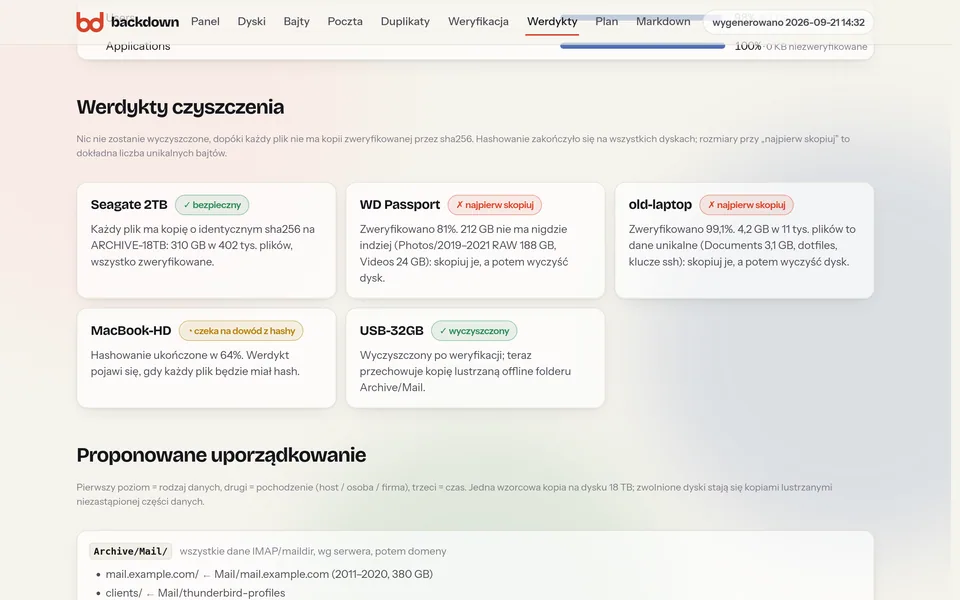 bd backdown Panel Dyski Bajty Poczta Duplikaty Weryfikacja Werdykty Plan Markdown wygenerowano 2026-09-21 14:32
Applications 100% · 0 KB niezweryfikowane
Werdykty czyszczenia
Nic nie zostanie wyczyszczone, dopóki każdy plik nie ma kopii zweryfikowanej przez sha256. Hashowanie zakończyło się na wszystkich dyskach; rozmiary przy „najpierw skopiuj” to
dokładna liczba unikalnych bajtów.
Seagate 2TB ✓ bezpieczny
Każdy plik ma kopię o identycznym sha256 na
ARCHIVE-18TB: 310 GB w 402 tys. plików,
wszystko zweryfikowane.
WD Passport ✗ najpierw skopiuj
Zweryfikowano 81%. 212 GB nie ma nigdzie
indziej (Photos/2019–2021 RAW 188 GB,
Videos 24 GB): skopiuj je, a potem wyczyść
dysk.
old-laptop ✗ najpierw skopiuj
Zweryfikowano 99,1%. 4,2 GB w 11 tys. plików to
dane unikalne (Documents 3,1 GB, dotfiles,
klucze ssh): skopiuj je, a potem wyczyść dysk.
MacBook-HD · czeka na dowód z hashy
Hashowanie ukończone w 64%. Werdykt
pojawi się, gdy każdy plik będzie miał hash.
USB-32GB ✓ wyczyszczony
Wyczyszczony po weryfikacji; teraz
przechowuje kopię lustrzaną offline folderu
Archive/Mail.
Proponowane uporządkowanie
Pierwszy poziom = rodzaj danych, drugi = pochodzenie (host / osoba / firma), trzeci = czas. Jedna wzorcowa kopia na dysku 18 TB; zwolnione dyski stają się kopiami lustrzanymi
niezastąpionej części danych.
Archive/Mail/ wszystkie dane IMAP/maildir, wg serwera, potem domeny
• mail.example.com/ ← Mail/mail.example.com (2011–2020, 380 GB)
• clients/ ← Mail/thunderbird-profiles